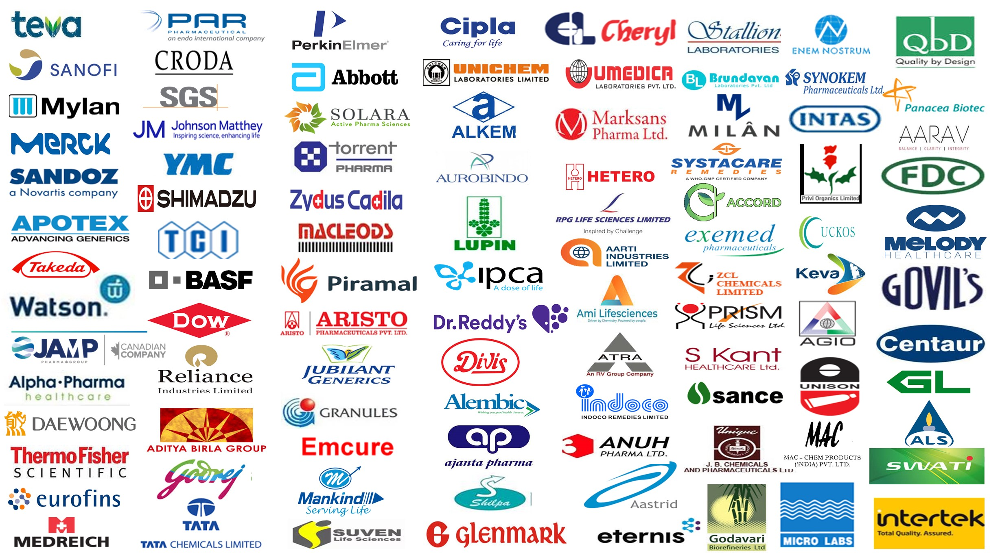 teva
SANOFI
Mylan
MERCK
SANDOZ
a Novartis company
APOTEX
ADVANCING GENERICS
Takeda
Watson.
JAMP
PHARMA GROUP
CANADIAN
COMPANY
Alpha·Pharma
healthcare
DAEWOONG
ThermoFisher
SCIENTIFIC
eurofins
MEDREICH
PAR
PHARMACEUTICAL
an endo international company
CRODA
SGS
JM Johnson Matthey
Inspiring science, enhancing life
YMC
SHIMADZU
TCI
BASF
DOW
®
Reliance
Industries Limited
ADITYA BIRLA GROUP
Godrej
TATA
TATA CHEMICALS LIMITED
PerkinElmer®
Abbott
SOLARA
Active Pharma Sciences
torrent
PHARMA
Zydus Cadila
MACLEODS
Piramal
ARISTO
ARISTO
PHARMACEUTICALS PVT. LTD.
JUBILANT
GENERICS
GRANULES
Emcure
m
Mankind
Serving Life
SUVEN
Life Sciences
Cipla
Caring for life
UNICHEM
UNICHEM
LABORATORIES LIMITED
a
ALKEM
AUROBINDO
LUPIN
ipca
A dose of life
Dr.Reddy's
Divis
Alembic
Wishing you good health. Forever.
ap
ajanta pharma
Shilpa
G glenmark
CL Cheryl
UMEDICA
LABORATORIES PVT. LTD.
Marksans
Pharma Ltd.
HETERO
HETERO
RPG LIFE SCIENCES LIMITED
Inspired by Challenge
AARTI
INDUSTRIES
LIMITED
Ami Lifesciences
Driven by Chemistry. Powered by people.
ATRA
An RV Group Company
indoco
INDOCO REMEDIES LIMITED
3 ANUH
PHARMA LTD.
Aastrid
eternis
Stallion
LABORATORIES
BL Brundavan
Laboratories Pvt. Ltd
ML
MILÂN
SYSTACARE
REMEDIES
A WHO-GMP CERTIFIED COMPANY
ACCORD
exemed
pharmaceuticals
ZCL
CHEMICALS
LIMITED
PRISM
Life Sciences Ltd.
S Kant
HEALTHCARE Ltd.
sance
Unique
J. B. CHEMICALS
AND PHARMACEUTICALS LTD
Godavari
Biorefineries Ltd
N
ENEM NOSTRUM
SYNOKEM
Pharmaceuticals Ltd.
INTAS
Privi Organics Limited
CUCKOS
Keva
AGIO
UNISON
MAC
MAC – CHEM PRODUCTS
(INDIA) PVT. LTD.
MICRO LABS
QbD
Quality by Design
Panacea Biotec
AARAV
BALANCE | CLARITY | INTEGRITY
FDC
MELODY
HEALTHCARE
GOVIL'S
Centaur
GL
ALS
SWATI
intertek
Total Quality. Assured.